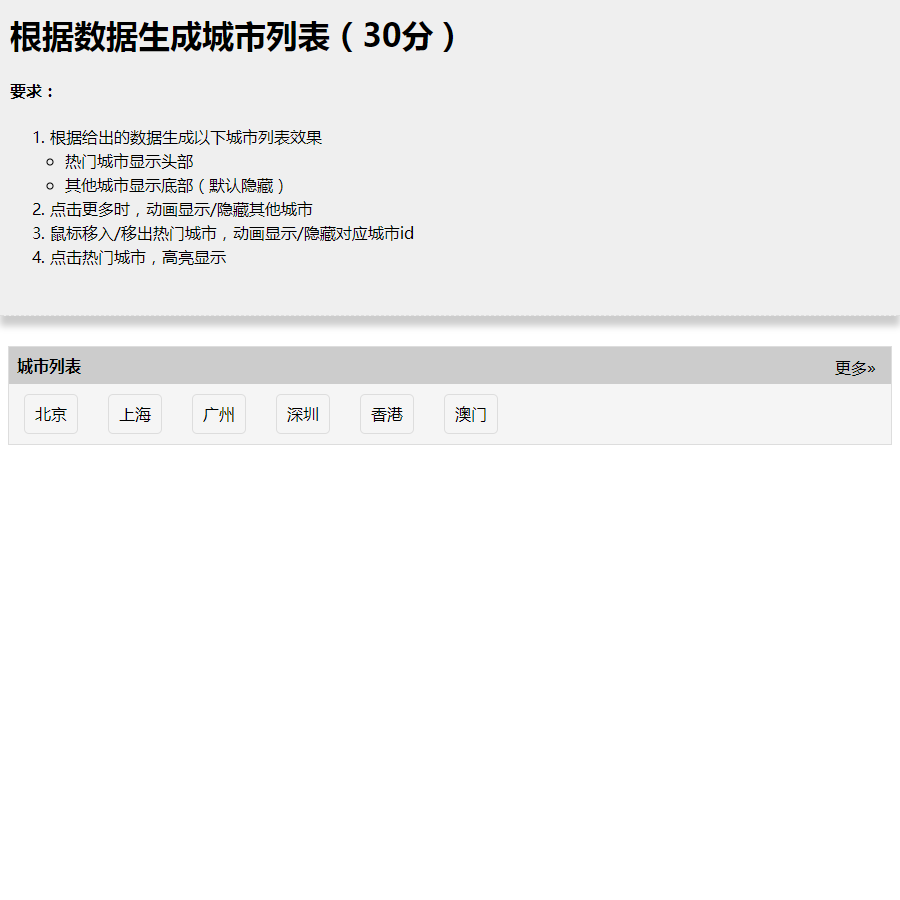 根据数据生成城市列表（30分）
要求：
1. 根据给出的数据生成以下城市列表效果
热门城市显示头部
其他城市显示底部（默认隐藏）
2. 点击更多时，动画显示/隐藏其他城市
3. 鼠标移入/移出热门城市，动画显示/隐藏对应城市id
4. 点击热门城市，高亮显示
城市列表 更多»
北京 上海 广州 深圳 香港 澳门